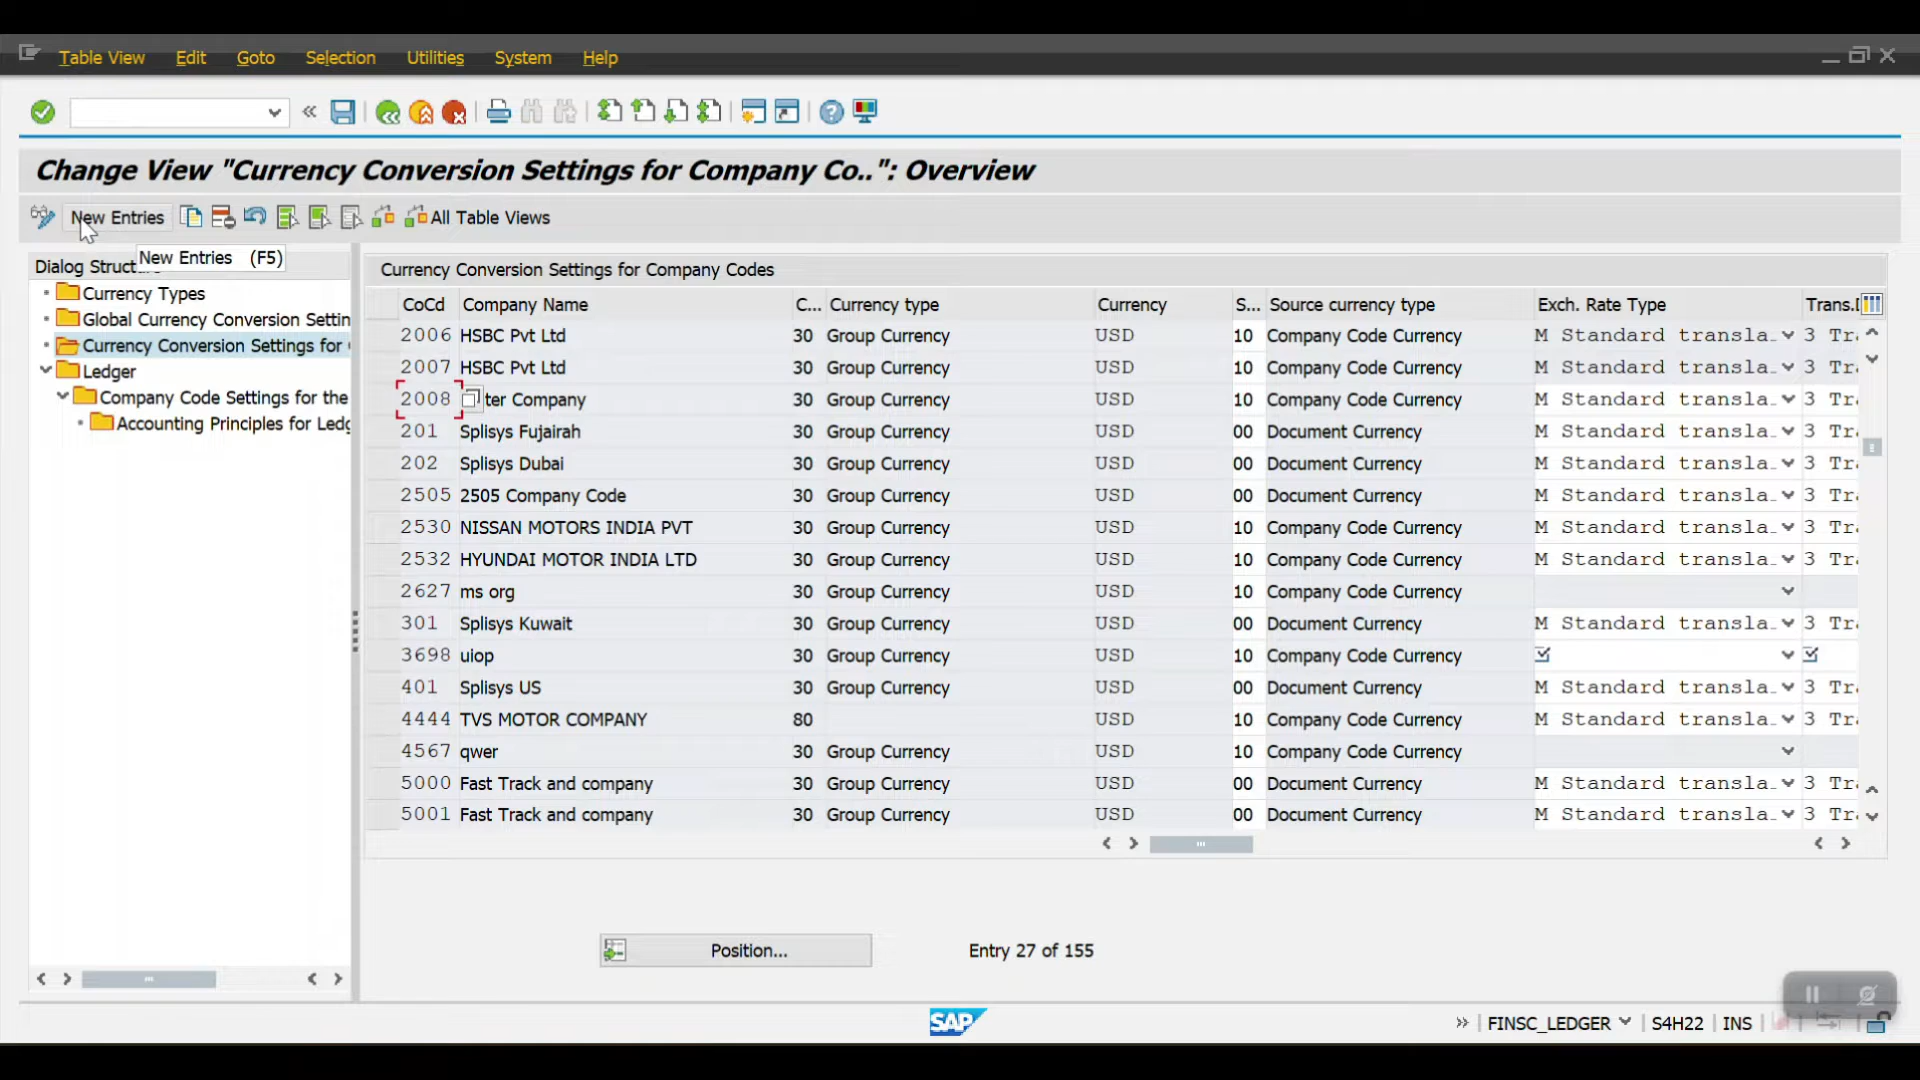 Table View Edit Goto Selection Utilities System Help
Change View "Currency Conversion Settings for Company Co..": Overview
New Entries All Table Views
New Entries (F5)
Dialog Structu
Currency Types
Global Currency Conversion Settin
Currency Conversion Settings for
Ledger
Company Code Settings for the
Accounting Principles for Ledg
Currency Conversion Settings for Company Codes
CoCd Company Name C... Currency type Currency S... Source currency type Exch. Rate Type Trans.D
2006 HSBC Pvt Ltd 30 Group Currency USD 10 Company Code Currency M Standard transla… 3 Tra
2007 HSBC Pvt Ltd 30 Group Currency USD 10 Company Code Currency M Standard transla… 3 Tra
2008 ter Company 30 Group Currency USD 10 Company Code Currency M Standard transla… 3 Tra
201 Splisys Fujairah 30 Group Currency USD 00 Document Currency M Standard transla… 3 Tra
202 Splisys Dubai 30 Group Currency USD 00 Document Currency M Standard transla… 3 Tra
2505 2505 Company Code 30 Group Currency USD 00 Document Currency M Standard transla… 3 Tra
2530 NISSAN MOTORS INDIA PVT 30 Group Currency USD 10 Company Code Currency M Standard transla… 3 Tra
2532 HYUNDAI MOTOR INDIA LTD 30 Group Currency USD 10 Company Code Currency M Standard transla… 3 Tra
2627 ms org 30 Group Currency USD 10 Company Code Currency
301 Splisys Kuwait 30 Group Currency USD 00 Document Currency M Standard transla… 3 Tra
3698 uiop 30 Group Currency USD 10 Company Code Currency
401 Splisys US 30 Group Currency USD 00 Document Currency M Standard transla… 3 Tra
4444 TVS MOTOR COMPANY 80 USD 10 Company Code Currency M Standard transla… 3 Tra
4567 qwer 30 Group Currency USD 10 Company Code Currency
5000 Fast Track and company 30 Group Currency USD 00 Document Currency M Standard transla… 3 Tra
5001 Fast Track and company 30 Group Currency USD 00 Document Currency M Standard transla… 3 Tra
Position... Entry 27 of 155
SAP
FINSC_LEDGER S4H22 INS